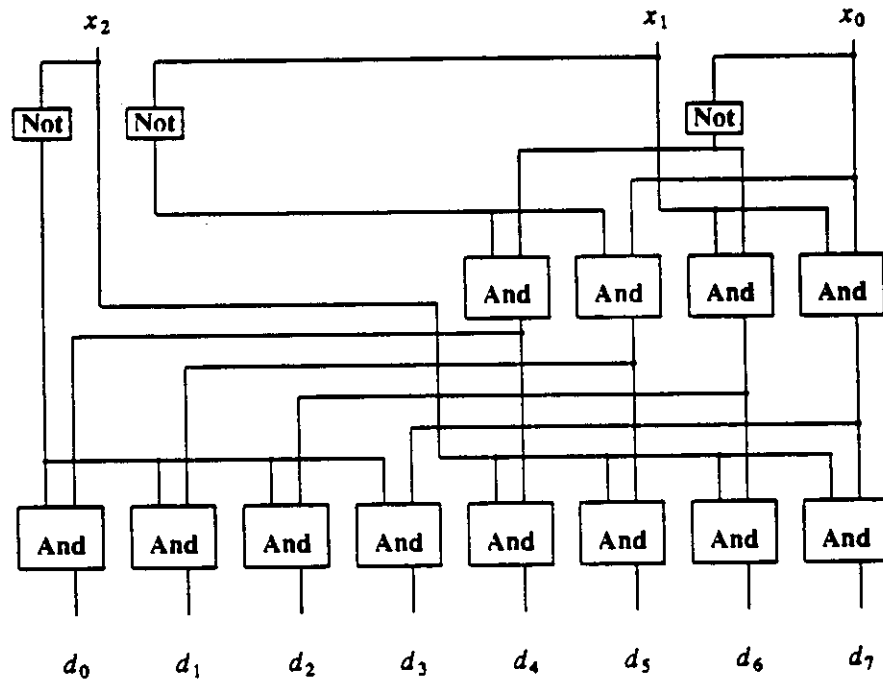 x₂ x₁ x₀
Not Not Not
And And And And
And And And And And And And And
d₀ d₁ d₂ d₃ d₄ d₅ d₆ d₇